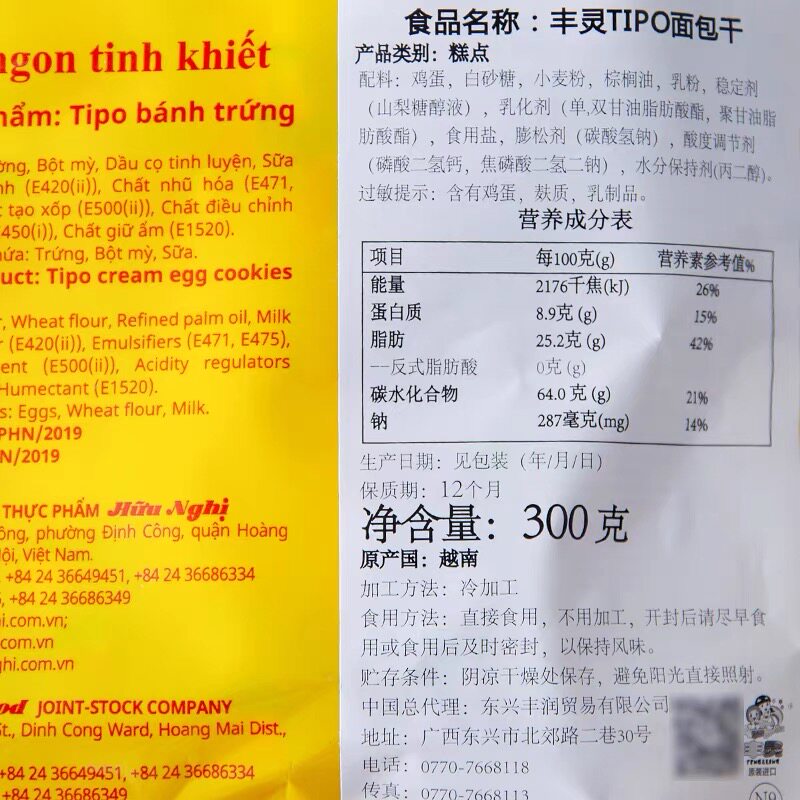 ngon tinh khiết
phẩm: Tipo bánh trứng
Bột mỳ, Dầu cọ tinh luyện, Sữa
(E420(ii)), Chất nhũ hóa (E471,
tạo xốp (E500(ii)), Chất điều chỉnh
450(i)), Chất giữ ẩm (E1520).
Trứng, Bột mỳ, Sữa.
Tipo cream egg cookies
Wheat flour, Refined palm oil, Milk
(E420(ii)), Emulsifiers (E471, E475),
(E500(ii)), Acidity regulators
Humectant (E1520).
Eggs, Wheat flour, Milk.
PHN/2019
N/2019
THỰC PHẨM Hữu Nghị
phường Định Công, quận Hoàng
Việt Nam.
+84 24 36649451, +84 24 36686334
+84 24 36686349
com.vn;
com.vn
ghi.com.vn
JOINT-STOCK COMPANY
St., Dinh Cong Ward, Hoang Mai Dist.,
+84 24 36649451, +84 24 36686334
+84 24 36686349
食品名称:丰灵TIPO面包干
产品类别:糕点
配料:鸡蛋,白砂糖,小麦粉,棕榈油,乳粉,稳定剂
(山梨糖醇液),乳化剂(单,双甘油脂肪酸酯,聚甘油脂
肪酸酯),食用盐,膨松剂(碳酸氢钠),酸度调节剂
(磷酸二氢钙,焦磷酸二氢二钠),水分保持剂(丙二醇)。
过敏提示:含有鸡蛋,麸质,乳制品。
营养成分表
项目 每100克(g) 营养素参考值%
能量 2176千焦(kJ) 26%
蛋白质 8.9克(g) 15%
脂肪 25.2克(g) 42%
--反式脂肪酸 0克(g)
碳水化合物 64.0克(g) 21%
钠 287毫克(mg) 14%
生产日期:见包装(年/月/日)
保质期:12个月
净含量:300克
原产国:越南
加工方法:冷加工
食用方法:直接食用,不用加工,开封后请尽早食
用或食用后及时密封,以保持风味。
贮存条件:阴凉干燥处保存,避免阳光直接照射。
中国总代理:东兴丰润贸易有限公司
地址:广西东兴市北郊路二巷30号
电话:0770-7668118
传真:0770-7668113
原装进口
N9